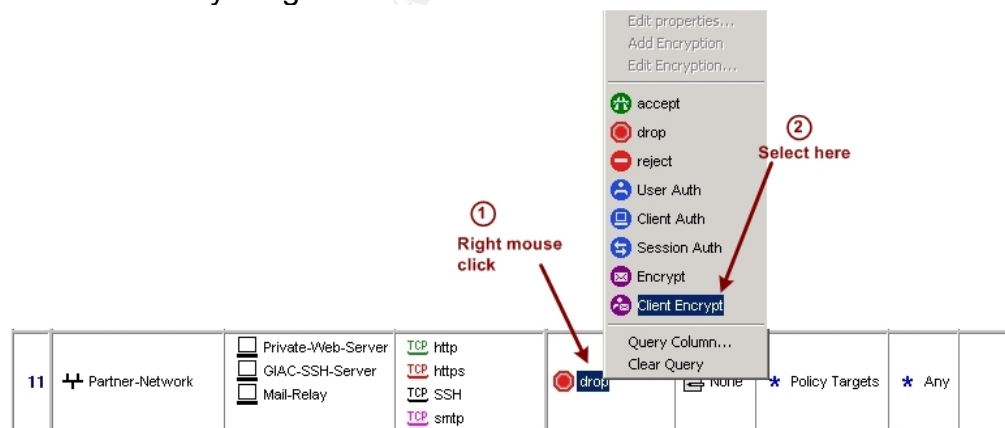 Edit properties...
Add Encryption
Edit Encryption...
accept
drop
reject
User Auth
Client Auth
Session Auth
Encrypt
Client Encrypt
Query Column...
Clear Query
2
Select here
1
Right mouse
click
11
Partner-Network
Private-Web-Server
GIAC-SSH-Server
Mail-Relay
TCP http
TCP https
TCP SSH
TCP smtp
drop
None
* Policy Targets
* Any